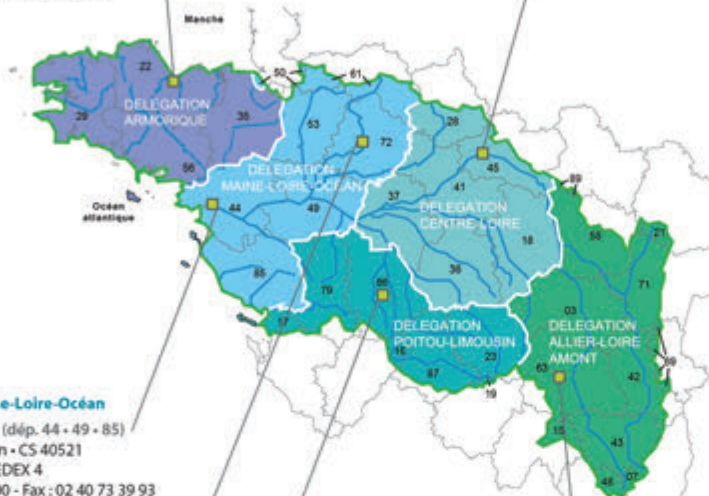 Manche
22
DELEGATION
ARMORIQUE
29
35
56
50
61
53
72
DELEGATION
MAINE-LOIRE-OCEAN
44
49
85
Océan
atlantique
28
45
37
41
DELEGATION
CENTRE-LOIRE
18
36
89
58
21
71
03
DELEGATION
ALLIER-LOIRE
AMONT
63
42
69
15
43
48
07
79
86
17
DELEGATION
POITOU-LIMOUSIN
16
87
23
19
e-Loire-Océan
(dép. 44 • 49 • 85)
n • CS 40521
EDEX 4
00 - Fax : 02 40 73 39 93